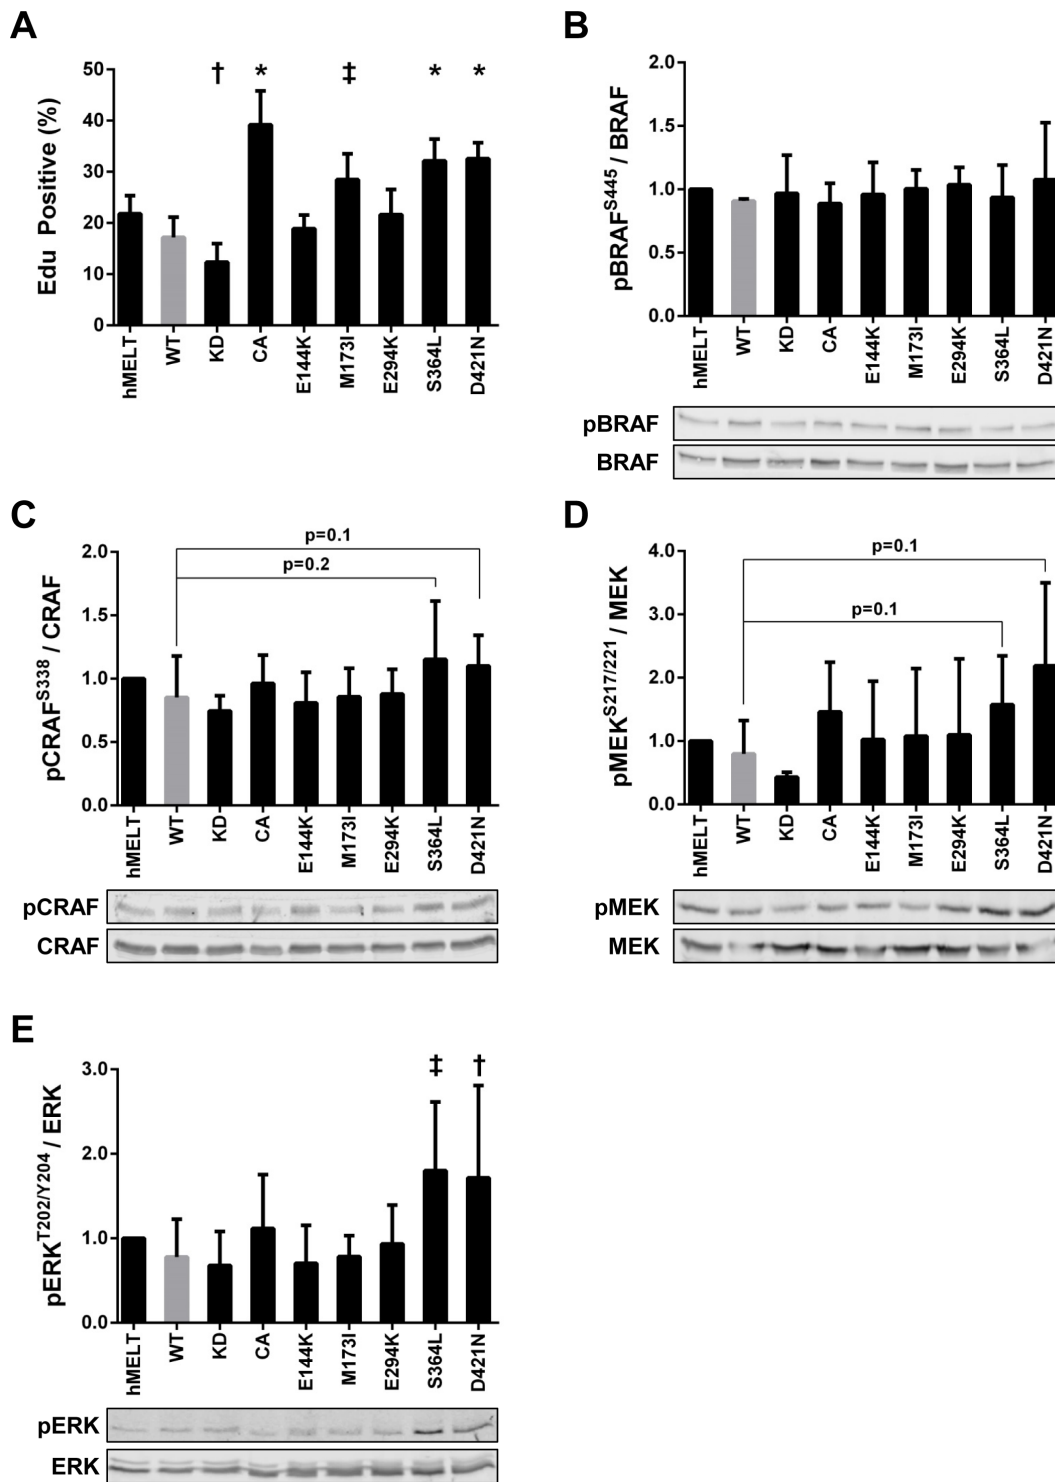 A
Edu Positive (%)
50
40
30
20
10
0
† * ‡ * *
hMELT WT KD CA E144K M173I E294K S364L D421N
B
pBRAF^S445 / BRAF
2.0
1.5
1.0
0.5
0.0
hMELT WT KD CA E144K M173I E294K S364L D421N
pBRAF
BRAF
C
pCRAF^S338 / CRAF
2.0
1.5
1.0
0.5
0.0
p=0.1
p=0.2
hMELT WT KD CA E144K M173I E294K S364L D421N
pCRAF
CRAF
D
pMEK^S217/221 / MEK
4.0
3.0
2.0
1.0
0.0
p=0.1
p=0.1
hMELT WT KD CA E144K M173I E294K S364L D421N
pMEK
MEK
E
pERK^T202/Y204 / ERK
3.0
2.0
1.0
0.0
‡ †
hMELT WT KD CA E144K M173I E294K S364L D421N
pERK
ERK